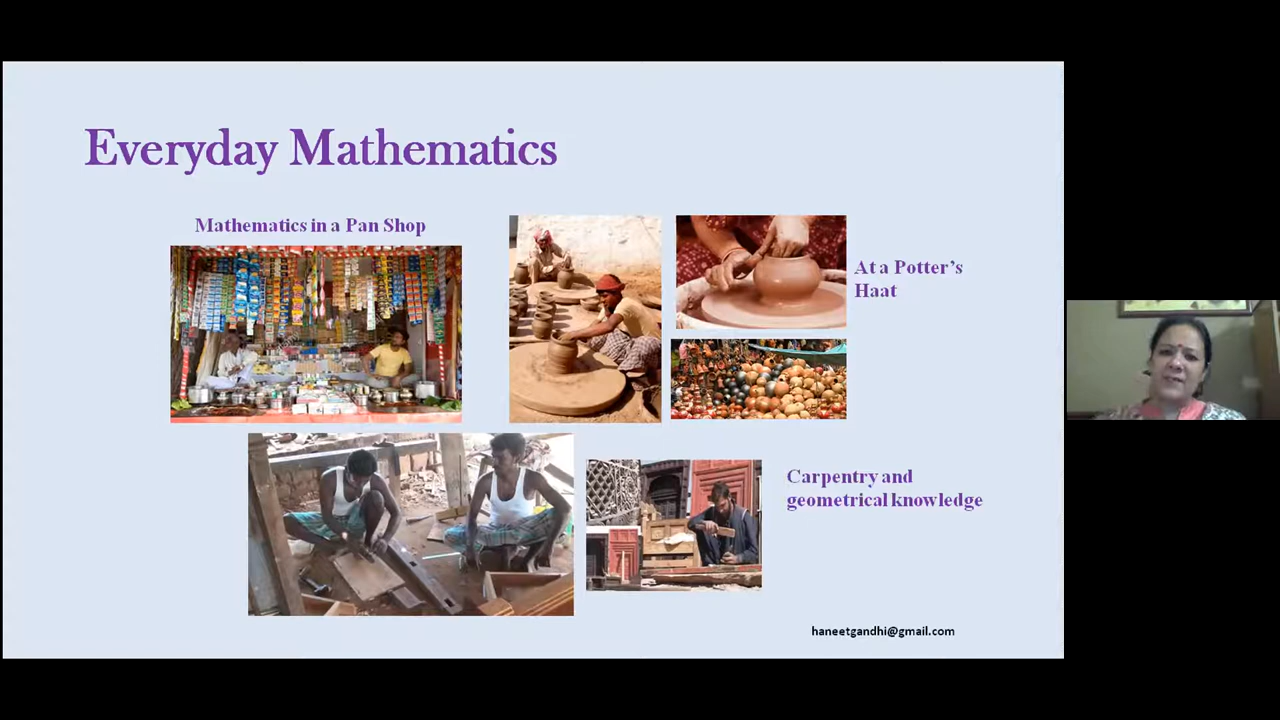 Everyday Mathematics
Mathematics in a Pan Shop
At a Potter's
Haat
Carpentry and
geometrical knowledge
haneetgandhi@gmail.com